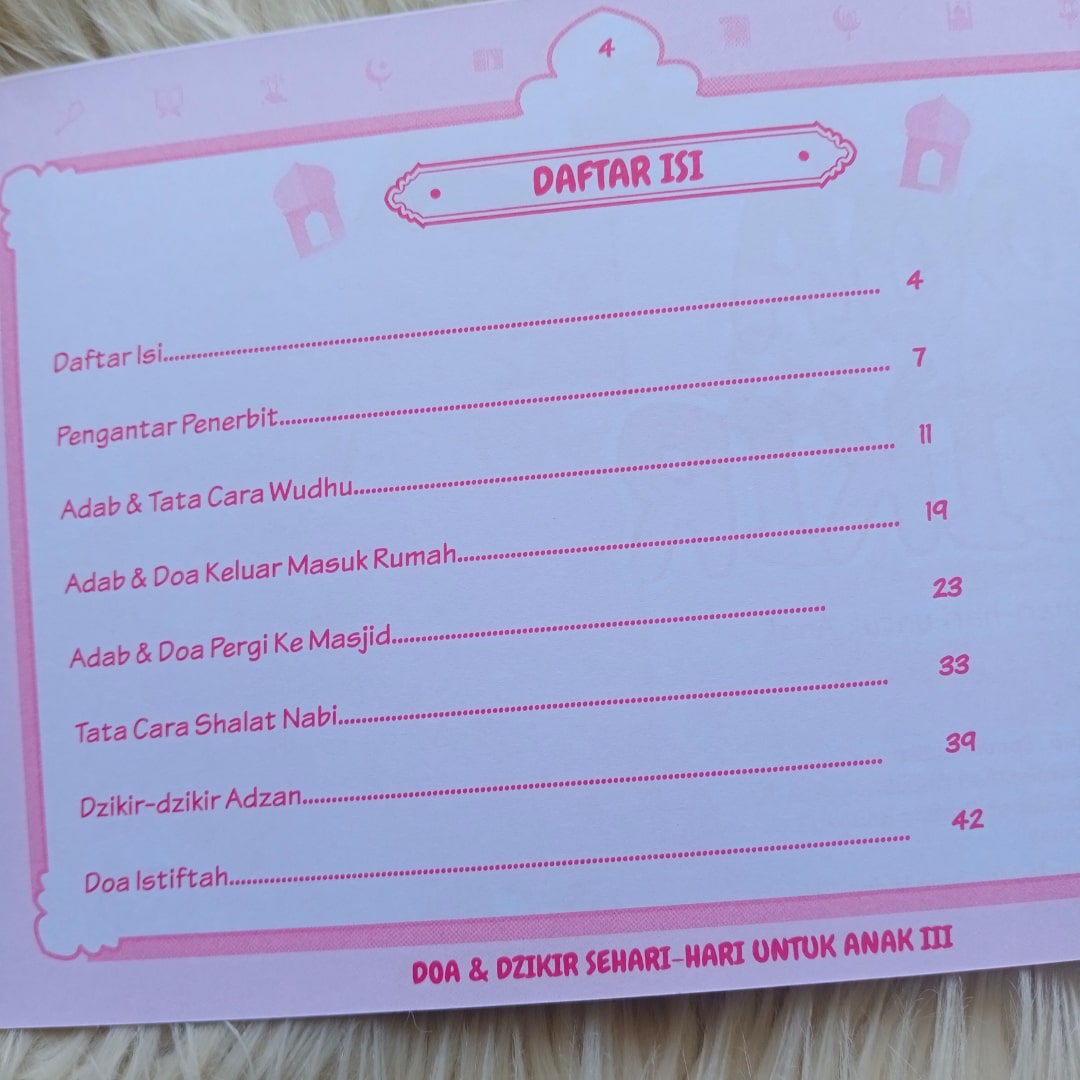 4
DAFTAR ISI
Daftar Isi........................................ 4
Pengantar Penerbit........................................ 7
Adab & Tata Cara Wudhu........................................ 11
Adab & Doa Keluar Masuk Rumah........................................ 19
Adab & Doa Pergi Ke Masjid........................................ 23
Tata Cara Shalat Nabi........................................ 33
Dzikir-dzikir Adzan........................................ 39
Doa Istiftah........................................ 42
DOA & DZIKIR SEHARI-HARI UNTUK ANAK III